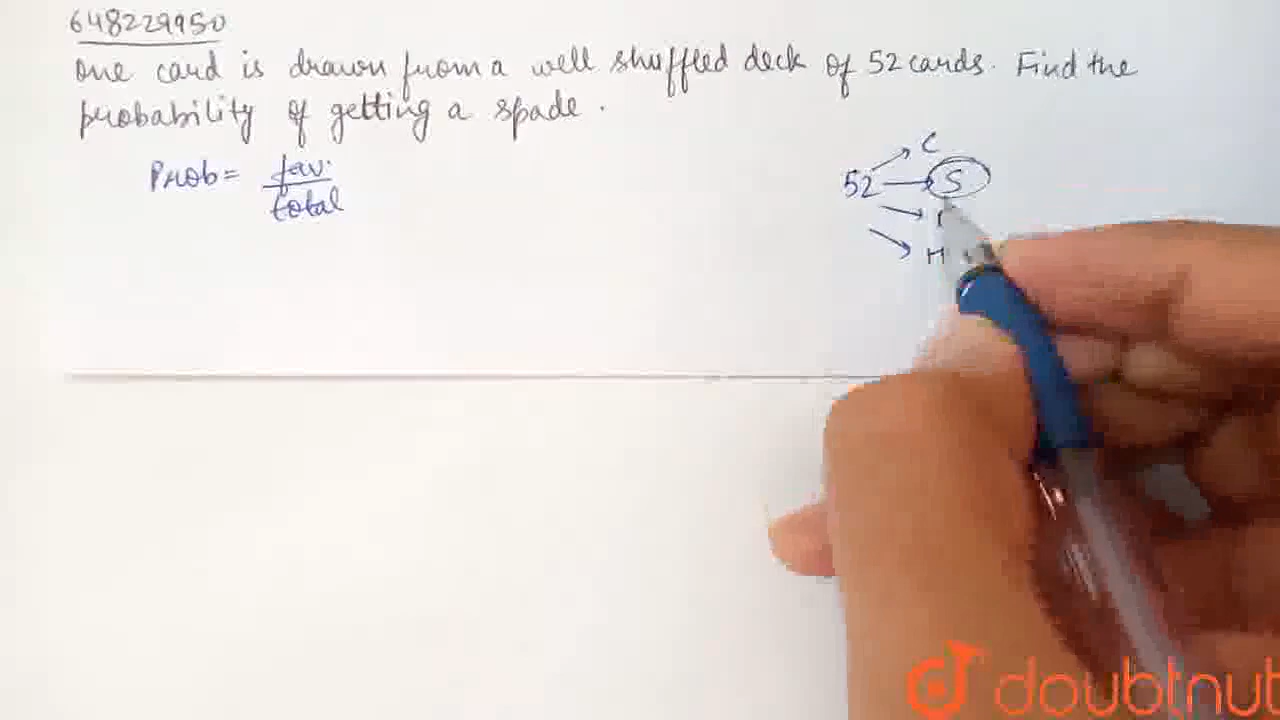 648229950
One card is drawn from a well shuffled deck of 52 cards. Find the
probability of getting a spade.
Prob = fav.
total
52
C
S
H
doubtnut